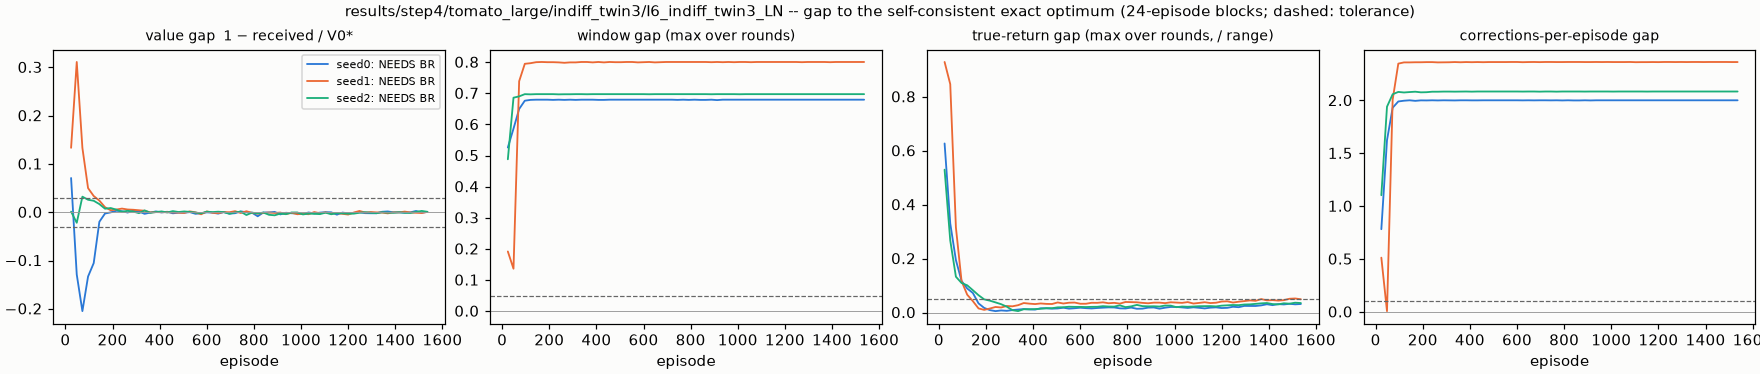 results/step4/tomato_large/indiff_twin3/I6_indiff_twin3_LN -- gap to the self-consistent exact optimum (24-episode blocks; dashed: tolerance)
value gap  1 − received / V0*
0.3
0.2
0.1
0.0
−0.1
−0.2
seed0: NEEDS BR
seed1: NEEDS BR
seed2: NEEDS BR
0 200 400 600 800 1000 1200 1400 1600
episode
window gap (max over rounds)
0.8
0.7
0.6
0.5
0.4
0.3
0.2
0.1
0.0
0 200 400 600 800 1000 1200 1400 1600
episode
true-return gap (max over rounds, / range)
0.8
0.6
0.4
0.2
0.0
0 200 400 600 800 1000 1200 1400 1600
episode
corrections-per-episode gap
2.0
1.5
1.0
0.5
0.0
0 200 400 600 800 1000 1200 1400 160
episode